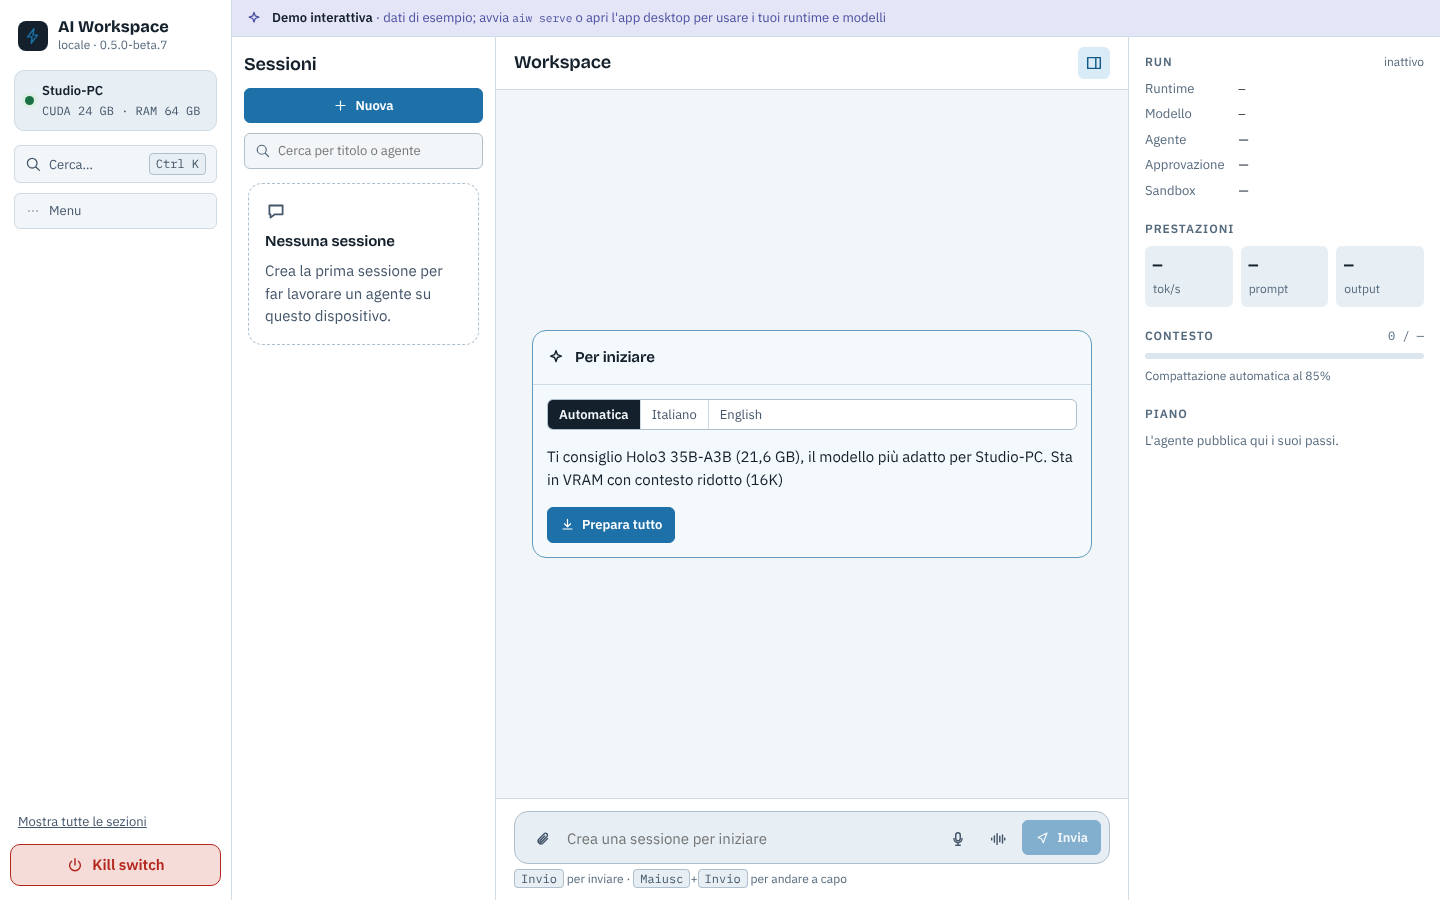 AI Workspace
locale · 0.5.0-beta.7
Studio-PC
CUDA 24 GB · RAM 64 GB
Cerca...
Ctrl K
Menu
Mostra tutte le sezioni
Kill switch
Demo interattiva · dati di esempio; avvia aiw serve o apri l'app desktop per usare i tuoi runtime e modelli
Sessioni
Nuova
Cerca per titolo o agente
Nessuna sessione
Crea la prima sessione per
far lavorare un agente su
questo dispositivo.
Workspace
Per iniziare
Automatica
Italiano
English
Ti consiglio Holo3 35B-A3B (21,6 GB), il modello più adatto per Studio-PC. Sta
in VRAM con contesto ridotto (16K)
Prepara tutto
Crea una sessione per iniziare
Invia
Invio per inviare · Maiusc+Invio per andare a capo
RUN
inattivo
Runtime –
Modello –
Agente —
Approvazione —
Sandbox —
PRESTAZIONI
–
tok/s
–
prompt
–
output
CONTESTO
0 / —
Compattazione automatica al 85%
PIANO
L'agente pubblica qui i suoi passi.